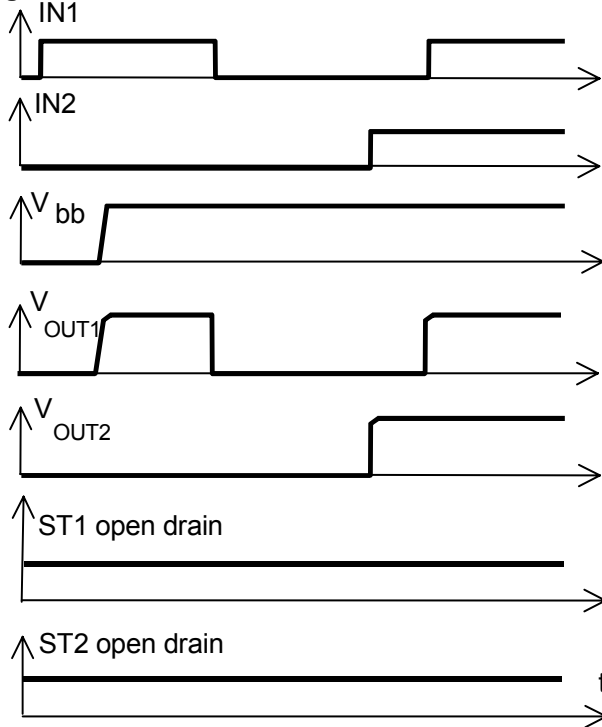 IN1
IN2
V bb
V OUT1
V OUT2
ST1 open drain
ST2 open drain
t